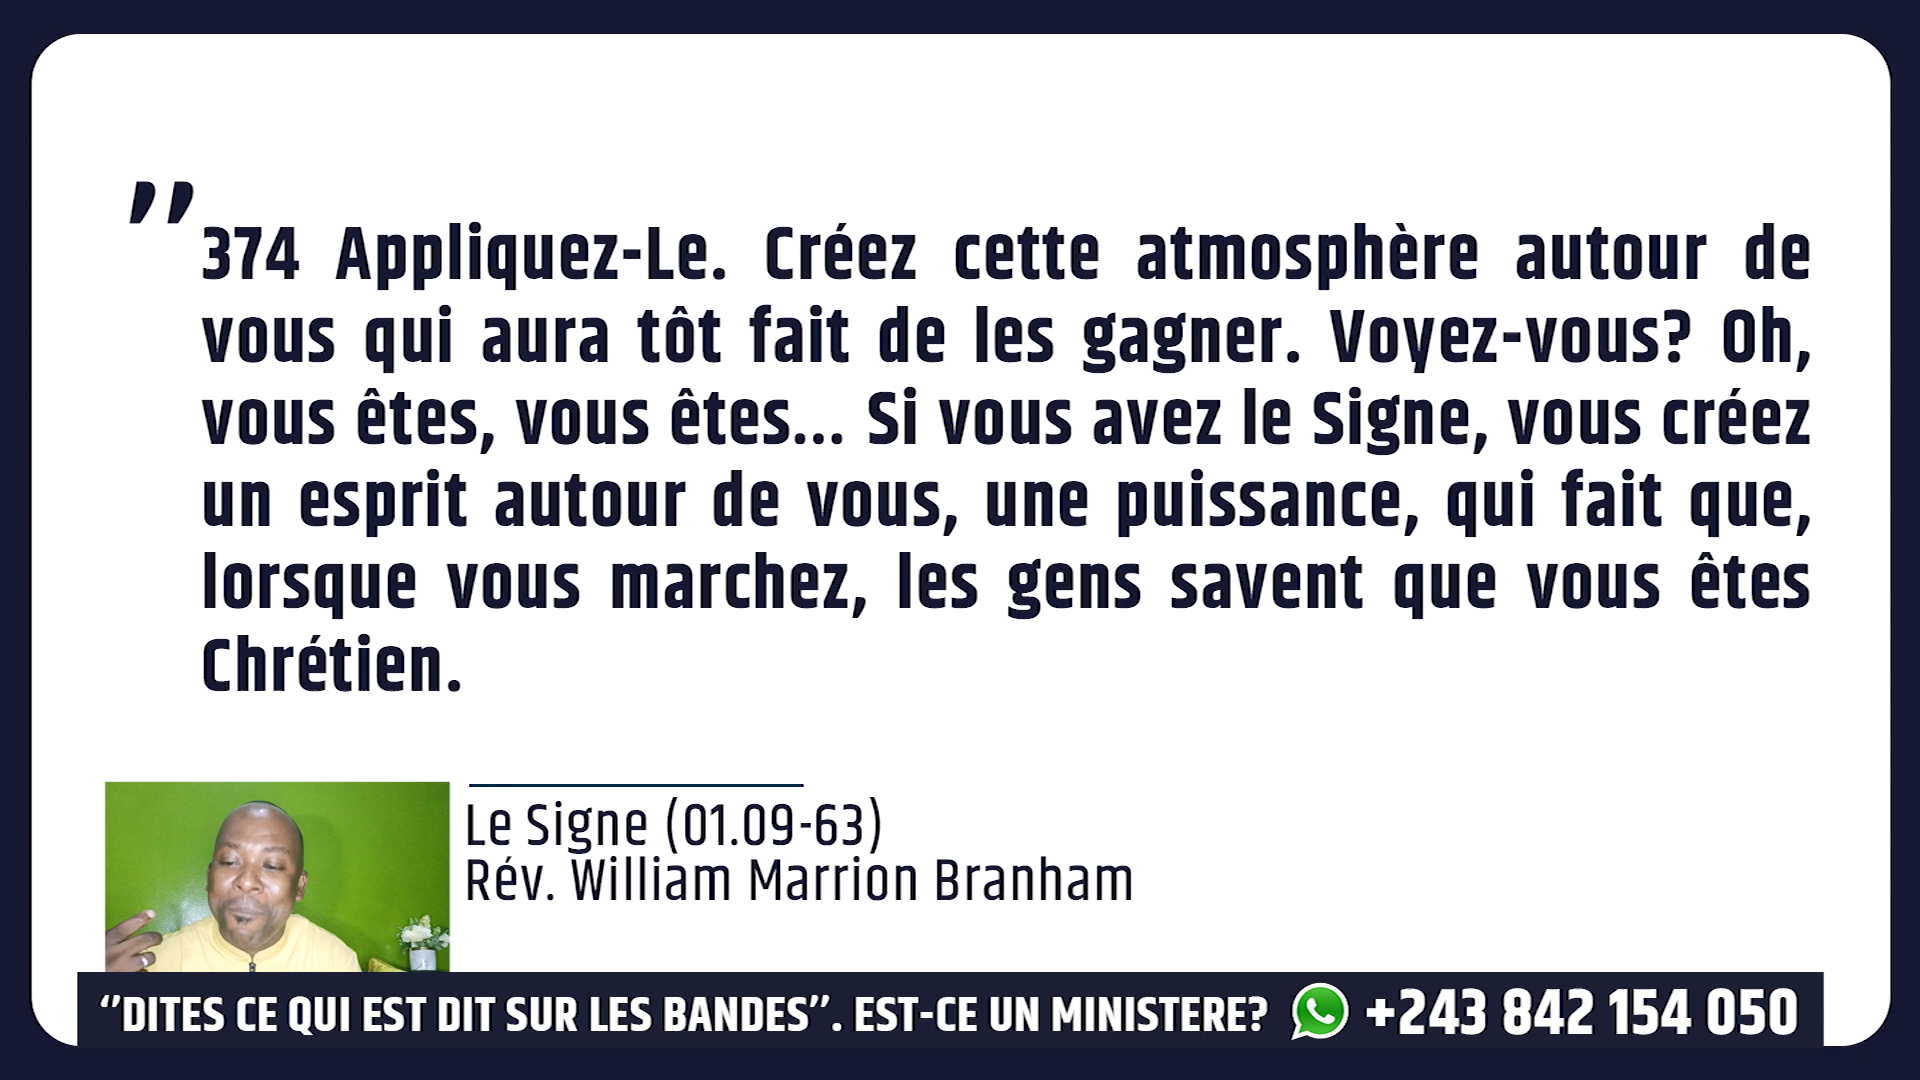 ’’
374 Appliquez-Le. Créez cette atmosphère autour de
vous qui aura tôt fait de les gagner. Voyez-vous? Oh,
vous êtes, vous êtes... Si vous avez le Signe, vous créez
un esprit autour de vous, une puissance, qui fait que,
lorsque vous marchez, les gens savent que vous êtes
Chrétien.
Le Signe (01.09-63)
Rév. William Marrion Branham
‘’DITES CE QUI EST DIT SUR LES BANDES’’. EST-CE UN MINISTERE? +243 842 154 050